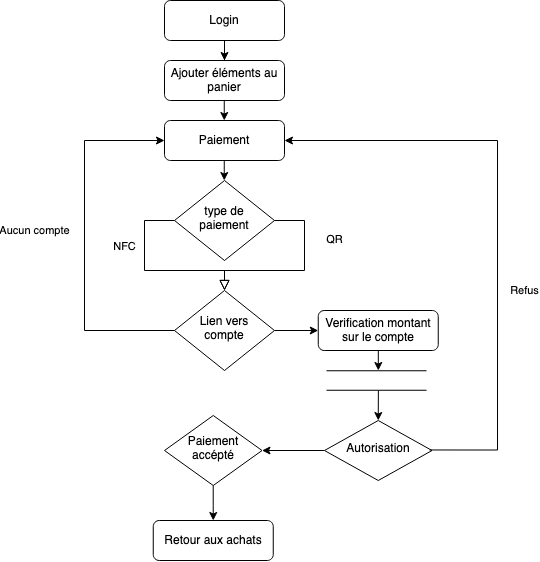 Login
Ajouter éléments au
panier
Paiement
type de
paiement
Aucun compte
NFC
QR
Refus
Lien vers
compte
Verification montant
sur le compte
Paiement
accépté
Autorisation
Retour aux achats